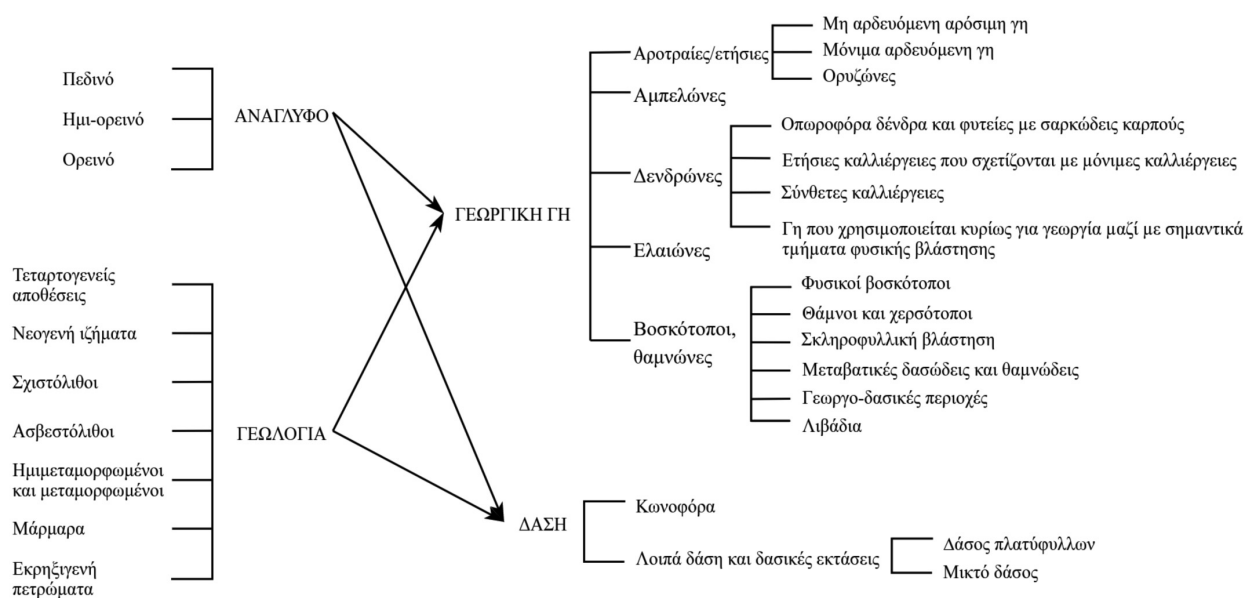 Πεδινό
Ημι-ορεινό
Ορεινό
ΑΝΑΓΛΥΦΟ
Τεταρτογενείς
αποθέσεις
Νεογενή ιζήματα
Σχιστόλιθοι
Ασβεστόλιθοι
Ημιμεταμορφωμένοι
και μεταμορφωμένοι
Μάρμαρα
Εκρηξιγενή
πετρώματα
ΓΕΩΛΟΓΙΑ
ΓΕΩΡΓΙΚΗ ΓΗ
Αροτραίες/ετήσιες
Μη αρδευόμενη αρόσιμη γη
Μόνιμα αρδευόμενη γη
Ορυζώνες
Αμπελώνες
Δενδρώνες
Οπωροφόρα δένδρα και φυτείες με σαρκώδεις καρπούς
Ετήσιες καλλιέργειες που σχετίζονται με μόνιμες καλλιέργειες
Σύνθετες καλλιέργειες
Γη που χρησιμοποιείται κυρίως για γεωργία μαζί με σημαντικά
τμήματα φυσικής βλάστησης
Ελαιώνες
Βοσκότοποι,
θαμνώνες
Φυσικοί βοσκότοποι
Θάμνοι και χερσότοποι
Σκληροφυλλική βλάστηση
Μεταβατικές δασώδεις και θαμνώδεις
Γεωργο-δασικές περιοχές
Λιβάδια
ΔΑΣΗ
Κωνοφόρα
Λοιπά δάση και δασικές εκτάσεις
Δάσος πλατύφυλλων
Μικτό δάσος